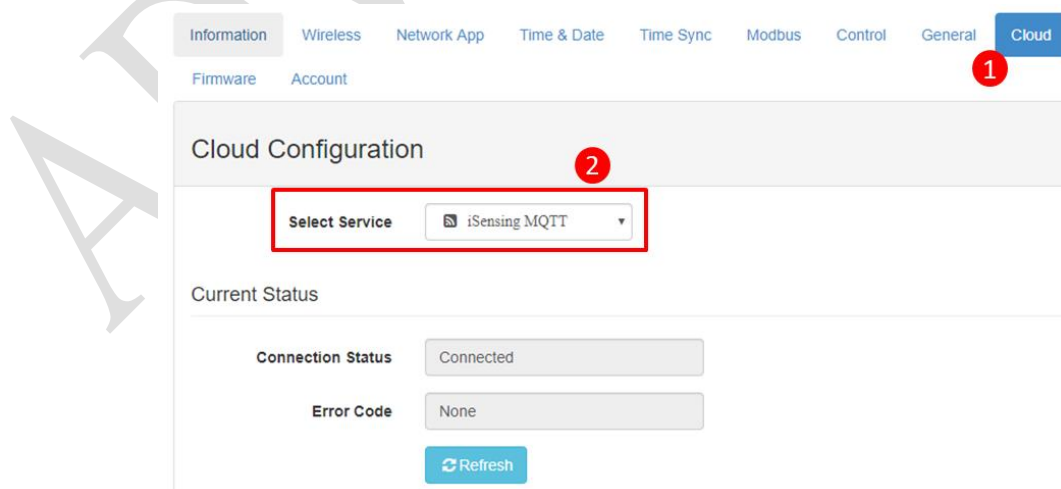 Information Wireless Network App Time & Date Time Sync Modbus Control General Cloud
1
Firmware Account
Cloud Configuration
2
Select Service iSensing MQTT
Current Status
Connection Status Connected
Error Code None
Refresh